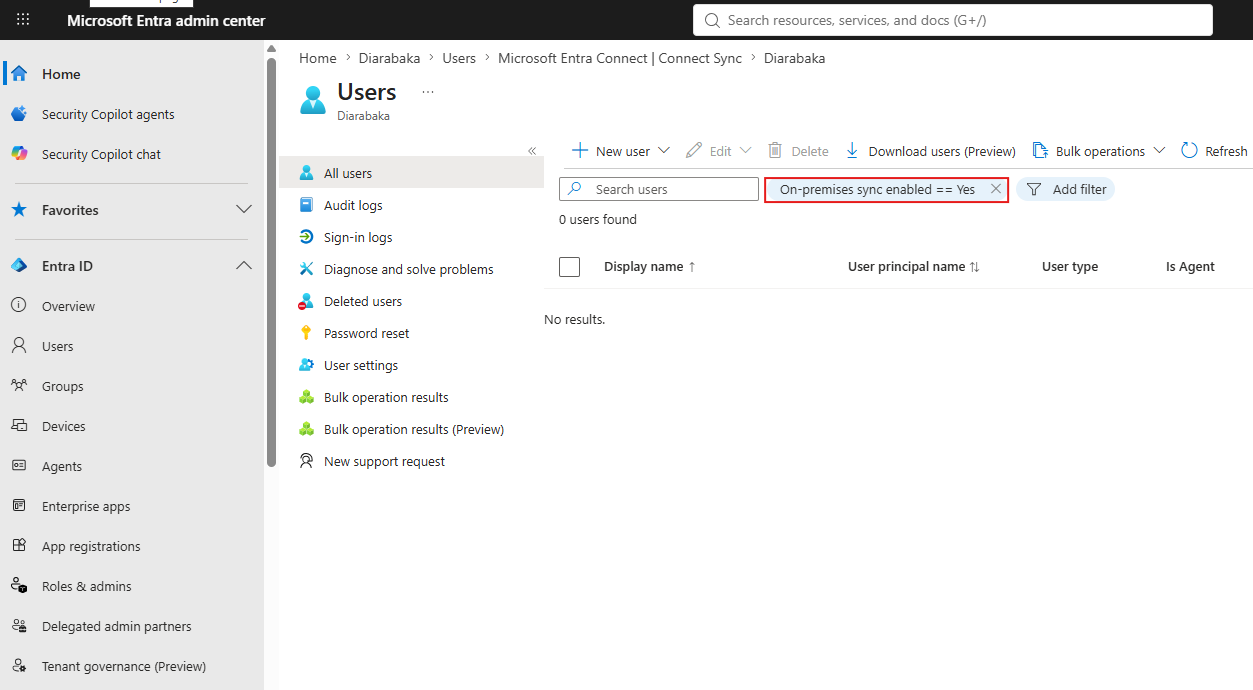 Microsoft Entra admin center
Search resources, services, and docs (G+/)
Home
Security Copilot agents
Security Copilot chat
Favorites
Entra ID
Overview
Users
Groups
Devices
Agents
Enterprise apps
App registrations
Roles & admins
Delegated admin partners
Tenant governance (Preview)
Home > Diarabaka > Users > Microsoft Entra Connect | Connect Sync > Diarabaka
Users ...
Diarabaka
«
All users
Audit logs
Sign-in logs
Diagnose and solve problems
Deleted users
Password reset
User settings
Bulk operation results
Bulk operation results (Preview)
New support request
New user Edit Delete Download users (Preview) Bulk operations Refresh
Search users On-premises sync enabled == Yes Add filter
0 users found
Display name ↑ User principal name ↑↓ User type Is Agent
No results.